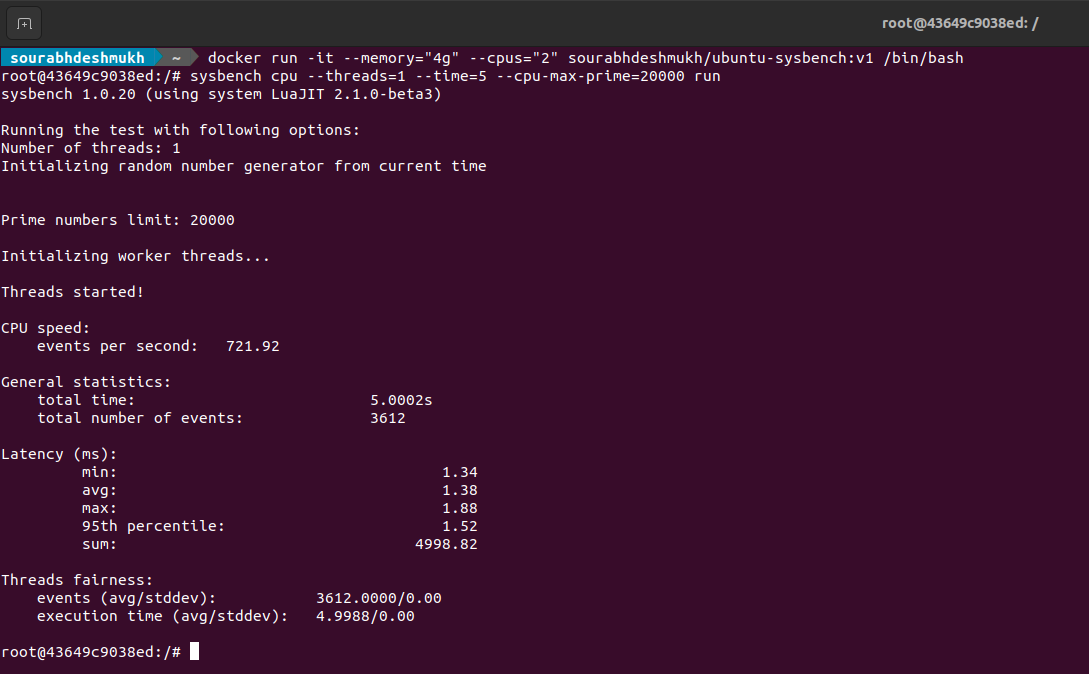 root@43649c9038ed: /
sourabhdeshmukh ~ docker run -it --memory="4g" --cpus="2" sourabhdeshmukh/ubuntu-sysbench:v1 /bin/bash
root@43649c9038ed:/# sysbench cpu --threads=1 --time=5 --cpu-max-prime=20000 run
sysbench 1.0.20 (using system LuaJIT 2.1.0-beta3)
Running the test with following options:
Number of threads: 1
Initializing random number generator from current time
Prime numbers limit: 20000
Initializing worker threads...
Threads started!
CPU speed:
events per second: 721.92
General statistics:
total time: 5.0002s
total number of events: 3612
Latency (ms):
min: 1.34
avg: 1.38
max: 1.88
95th percentile: 1.52
sum: 4998.82
Threads fairness:
events (avg/stddev): 3612.0000/0.00
execution time (avg/stddev): 4.9988/0.00
root@43649c9038ed:/#